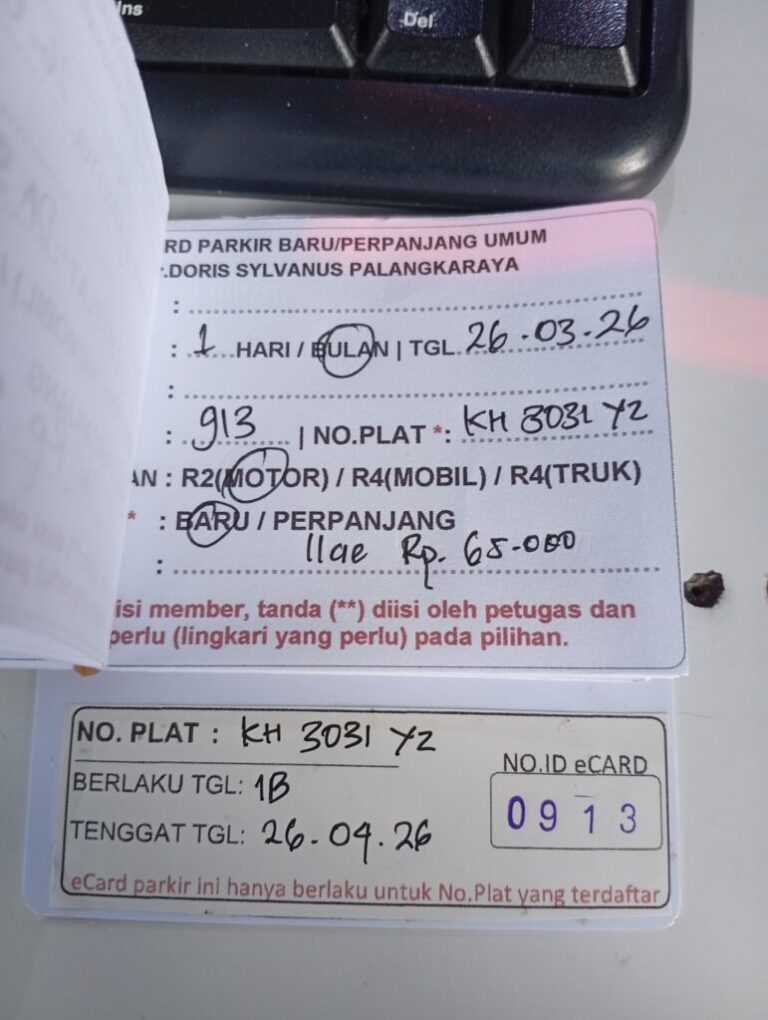 Ins
Del
RD PARKIR BARU/PERPANJANG UMUM
.DORIS SYLVANUS PALANGKARAYA
:
: 1 HARI / BULAN | TGL. 26.03.26
:
: 913 | NO.PLAT *: KH 3031 YZ
AN : R2(MOTOR) / R4(MOBIL) / R4(TRUK)
* : BARU / PERPANJANG
: Rp. 65.000
isi member, tanda (**) diisi oleh petugas dan
perlu (lingkari yang perlu) pada pilihan.
NO. PLAT : KH 3031 YZ
BERLAKU TGL: 1B
TENGGAT TGL: 26.04.26
NO.ID eCARD
0913
eCard parkir ini hanya berlaku untuk No.Plat yang terdaftar